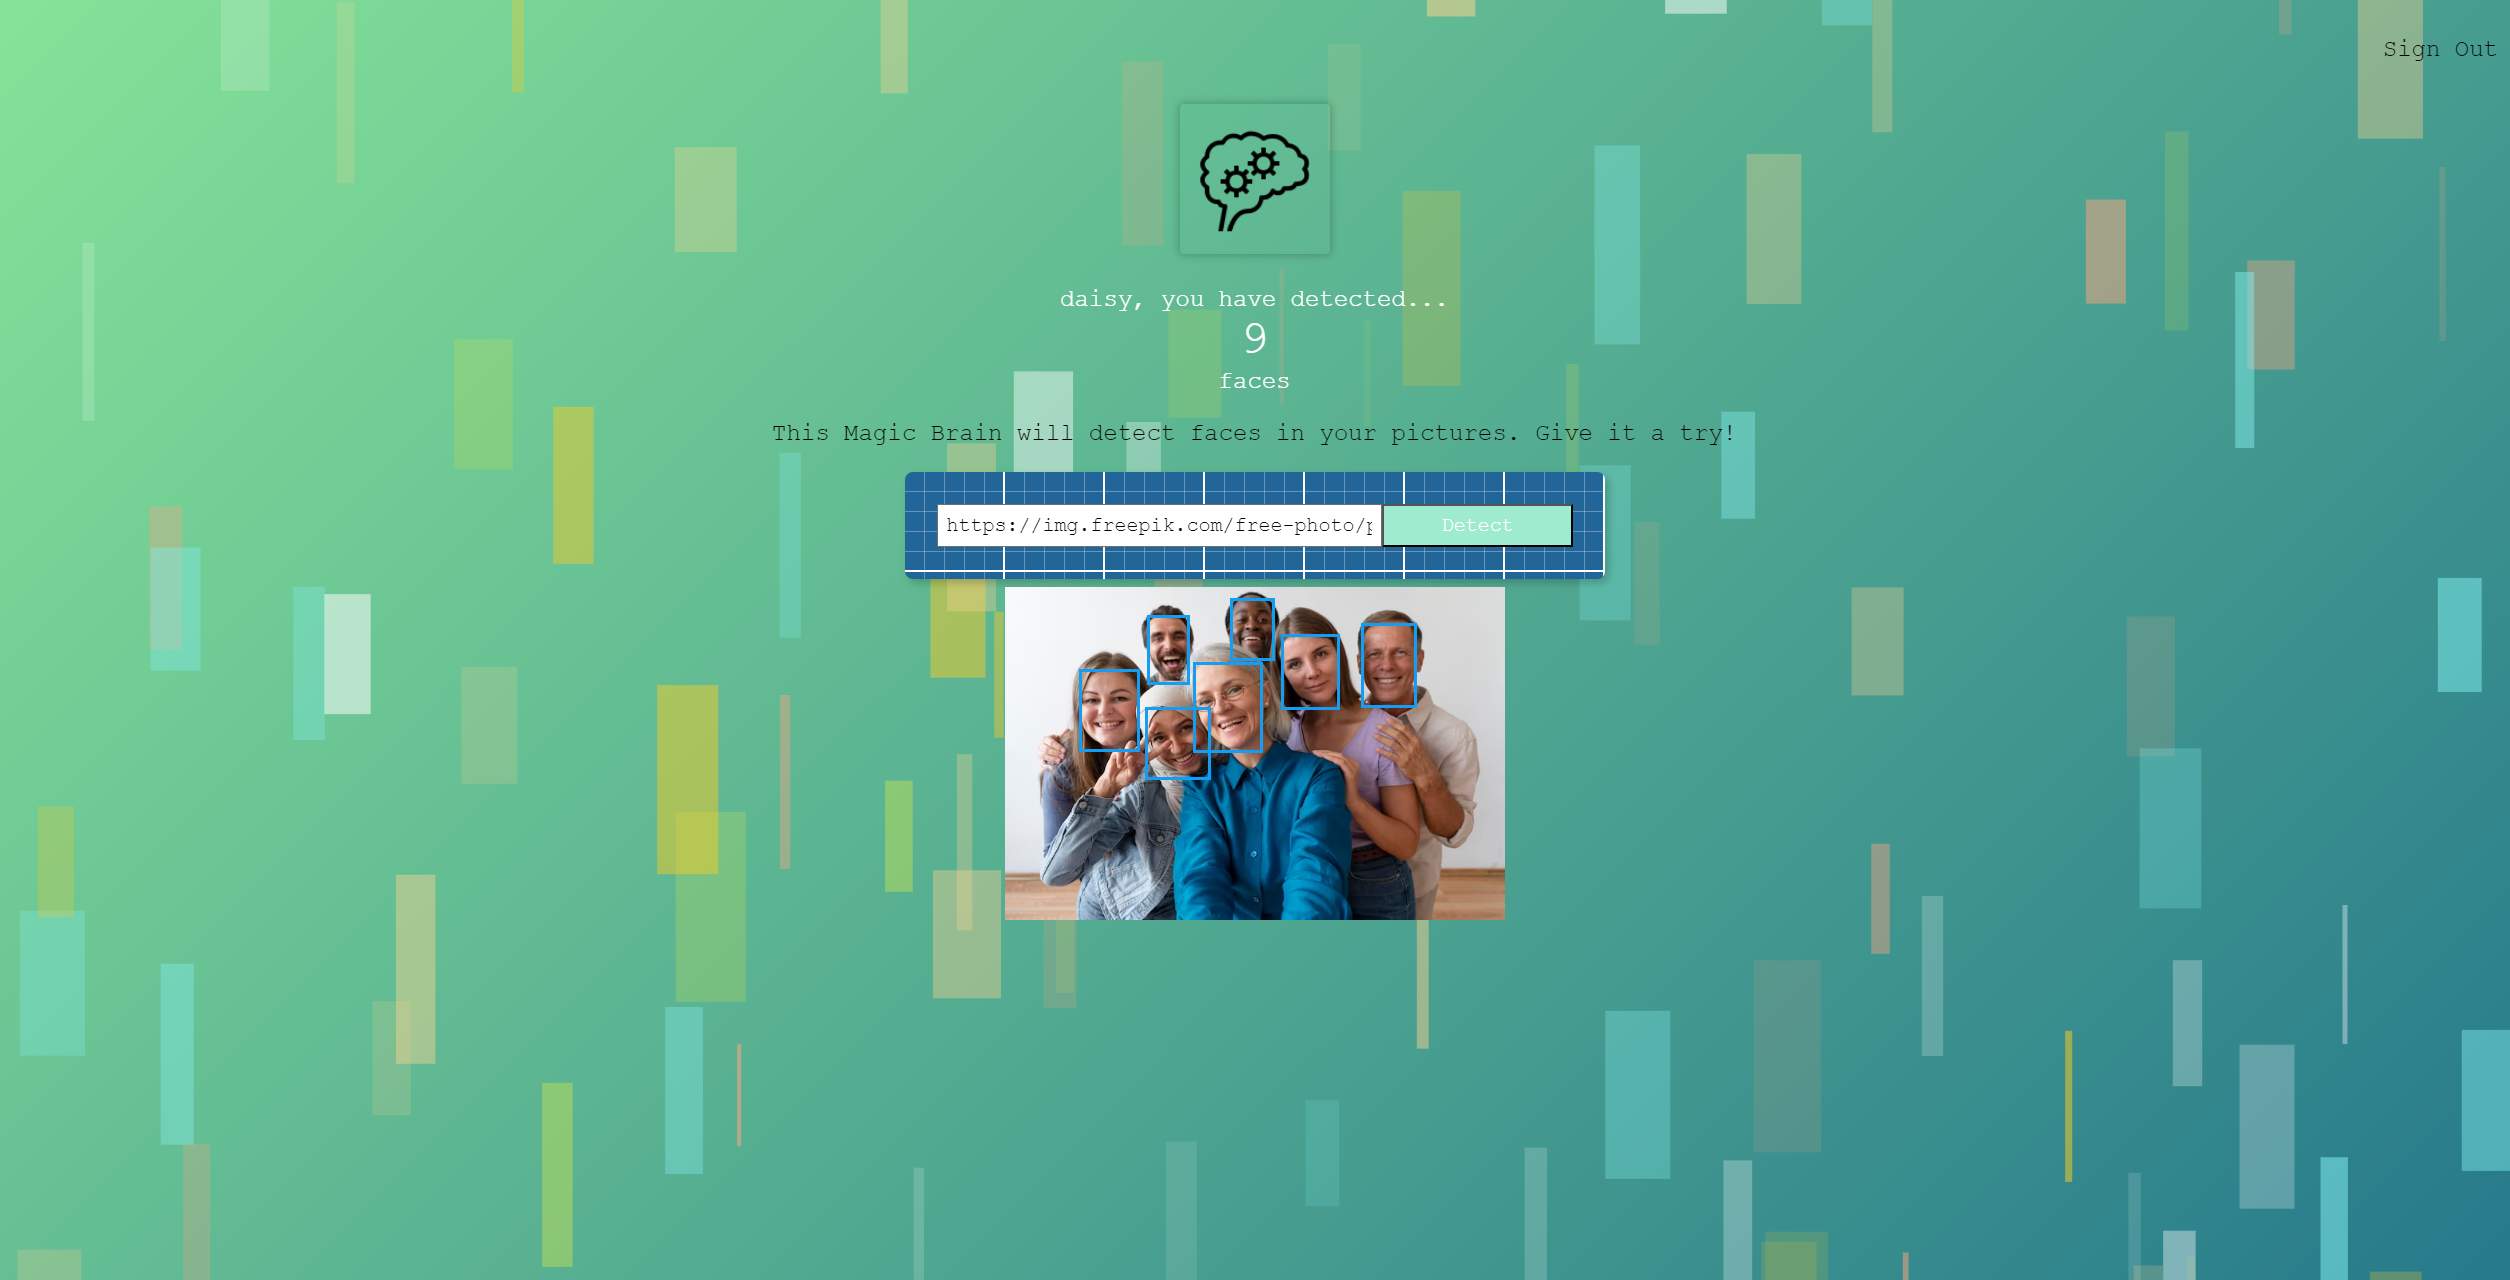 Sign Out
daisy, you have detected...
9
faces
This Magic Brain will detect faces in your pictures. Give it a try!
https://img.freepik.com/free-photo/p
Detect